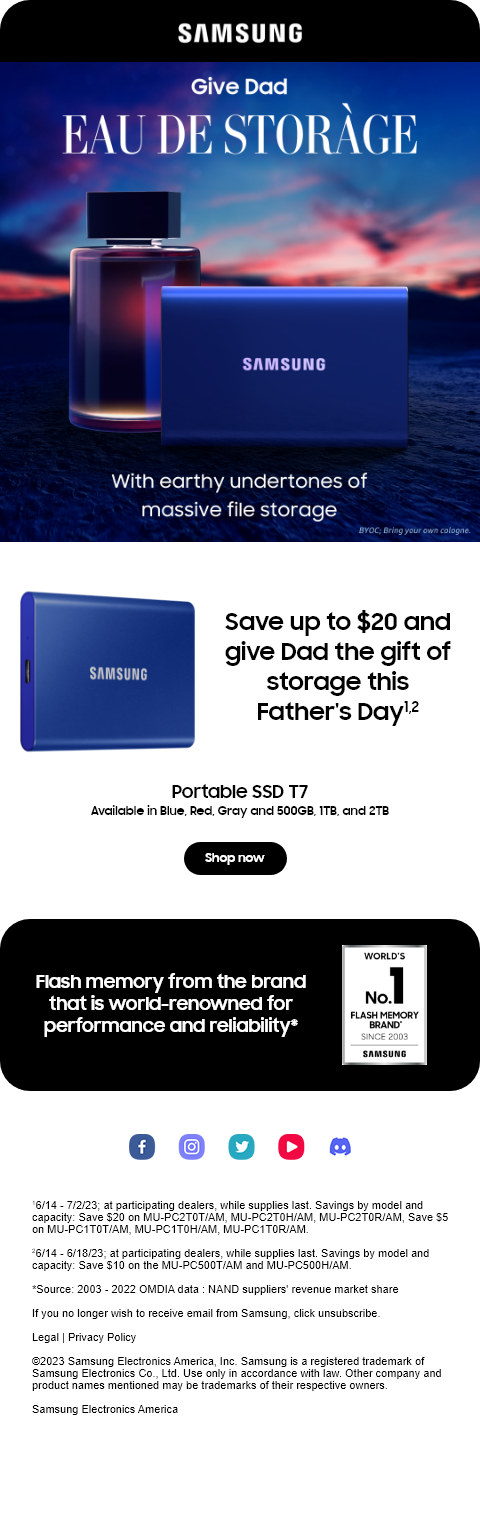 SAMSUNG
Give Dad
EAU DE STORÀGE
SAMSUNG
With earthy undertones of
massive file storage
BYOC; Bring your own cologne.
SAMSUNG
Save up to $20 and
give Dad the gift of
storage this
Father's Day¹,²
Portable SSD T7
Available in Blue, Red, Gray and 500GB, 1TB, and 2TB
Shop now
Flash memory from the brand
that is world-renowned for
performance and reliability*
WORLD'S
No.1
FLASH MEMORY
BRAND*
SINCE 2003
SAMSUNG
¹6/14 - 7/2/23; at participating dealers, while supplies last. Savings by model and
capacity: Save $20 on MU-PC2T0T/AM, MU-PC2T0H/AM, MU-PC2T0R/AM, Save $5
on MU-PC1T0T/AM, MU-PC1T0H/AM, MU-PC1T0R/AM.
²6/14 - 6/18/23; at participating dealers, while supplies last. Savings by model and
capacity: Save $10 on the MU-PC500T/AM and MU-PC500H/AM.
*Source: 2003 - 2022 OMDIA data : NAND suppliers' revenue market share
If you no longer wish to receive email from Samsung, click unsubscribe.
Legal | Privacy Policy
©2023 Samsung Electronics America, Inc. Samsung is a registered trademark of
Samsung Electronics Co., Ltd. Use only in accordance with law. Other company and
product names mentioned may be trademarks of their respective owners.
Samsung Electronics America